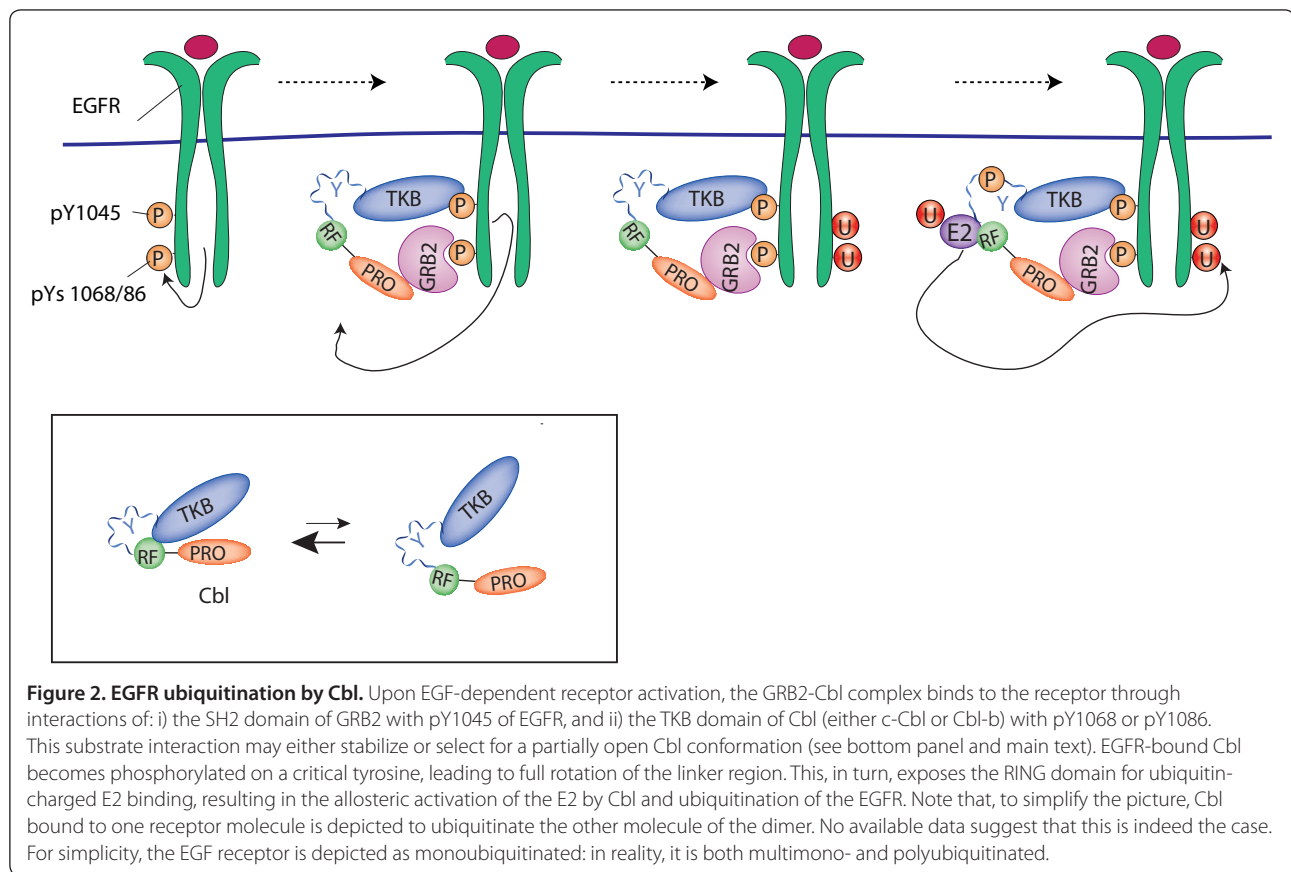 EGFR
pY1045
pYs 1068/86
P
P
Y
TKB
P
RF
GRB2
P
PRO
Y
TKB
P
RF
GRB2
P
PRO
U
U
P
U
Y
TKB
P
E2
RF
GRB2
P
PRO
U
U
Y
TKB
RF
PRO
Cbl
Y
TKB
RF
PRO
Figure 2. EGFR ubiquitination by Cbl. Upon EGF-dependent receptor activation, the GRB2-Cbl complex binds to the receptor through
interactions of: i) the SH2 domain of GRB2 with pY1045 of EGFR, and ii) the TKB domain of Cbl (either c-Cbl or Cbl-b) with pY1068 or pY1086.
This substrate interaction may either stabilize or select for a partially open Cbl conformation (see bottom panel and main text). EGFR-bound Cbl
becomes phosphorylated on a critical tyrosine, leading to full rotation of the linker region. This, in turn, exposes the RING domain for ubiquitin-
charged E2 binding, resulting in the allosteric activation of the E2 by Cbl and ubiquitination of the EGFR. Note that, to simplify the picture, Cbl
bound to one receptor molecule is depicted to ubiquitinate the other molecule of the dimer. No available data suggest that this is indeed the case.
For simplicity, the EGF receptor is depicted as monoubiquitinated: in reality, it is both multimono- and polyubiquitinated.